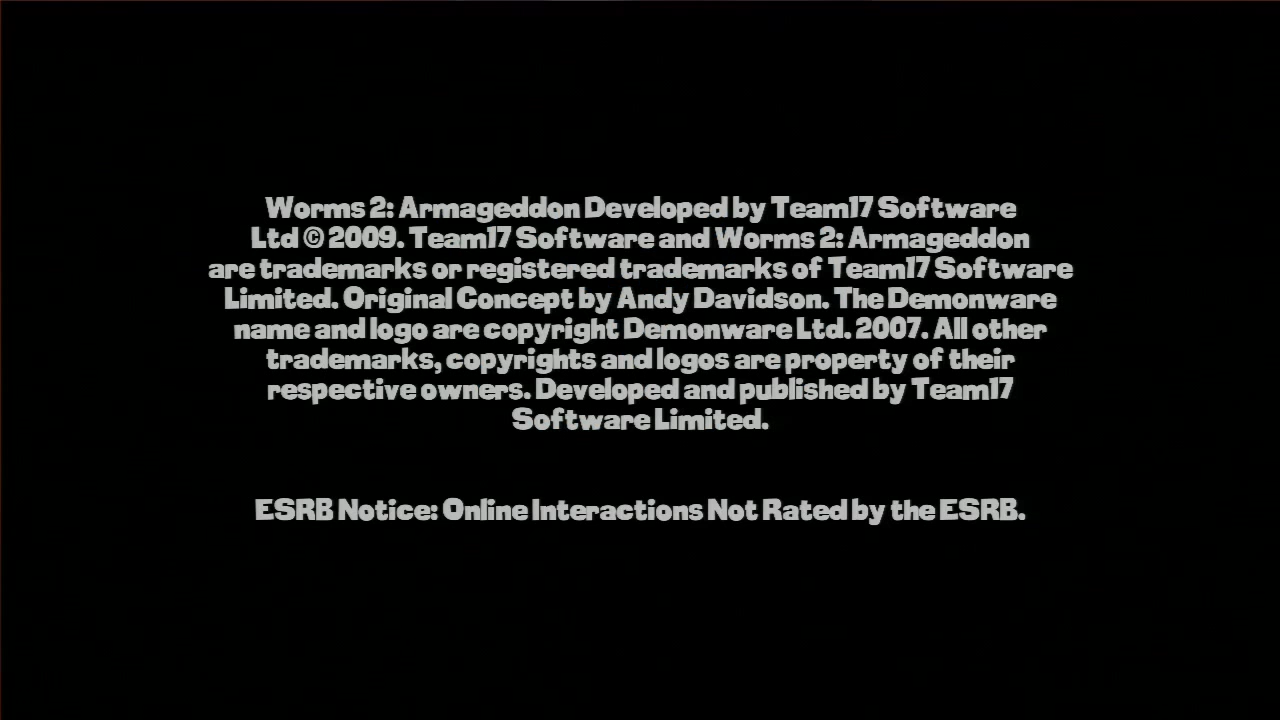 Worms 2: Armageddon Developed by Team17 Software
Ltd © 2009. Team17 Software and Worms 2: Armageddon
are trademarks or registered trademarks of Team17 Software
Limited. Original Concept by Andy Davidson. The Demonware
name and logo are copyright Demonware Ltd. 2007. All other
trademarks, copyrights and logos are property of their
respective owners. Developed and published by Team17
Software Limited.
ESRB Notice: Online Interactions Not Rated by the ESRB.